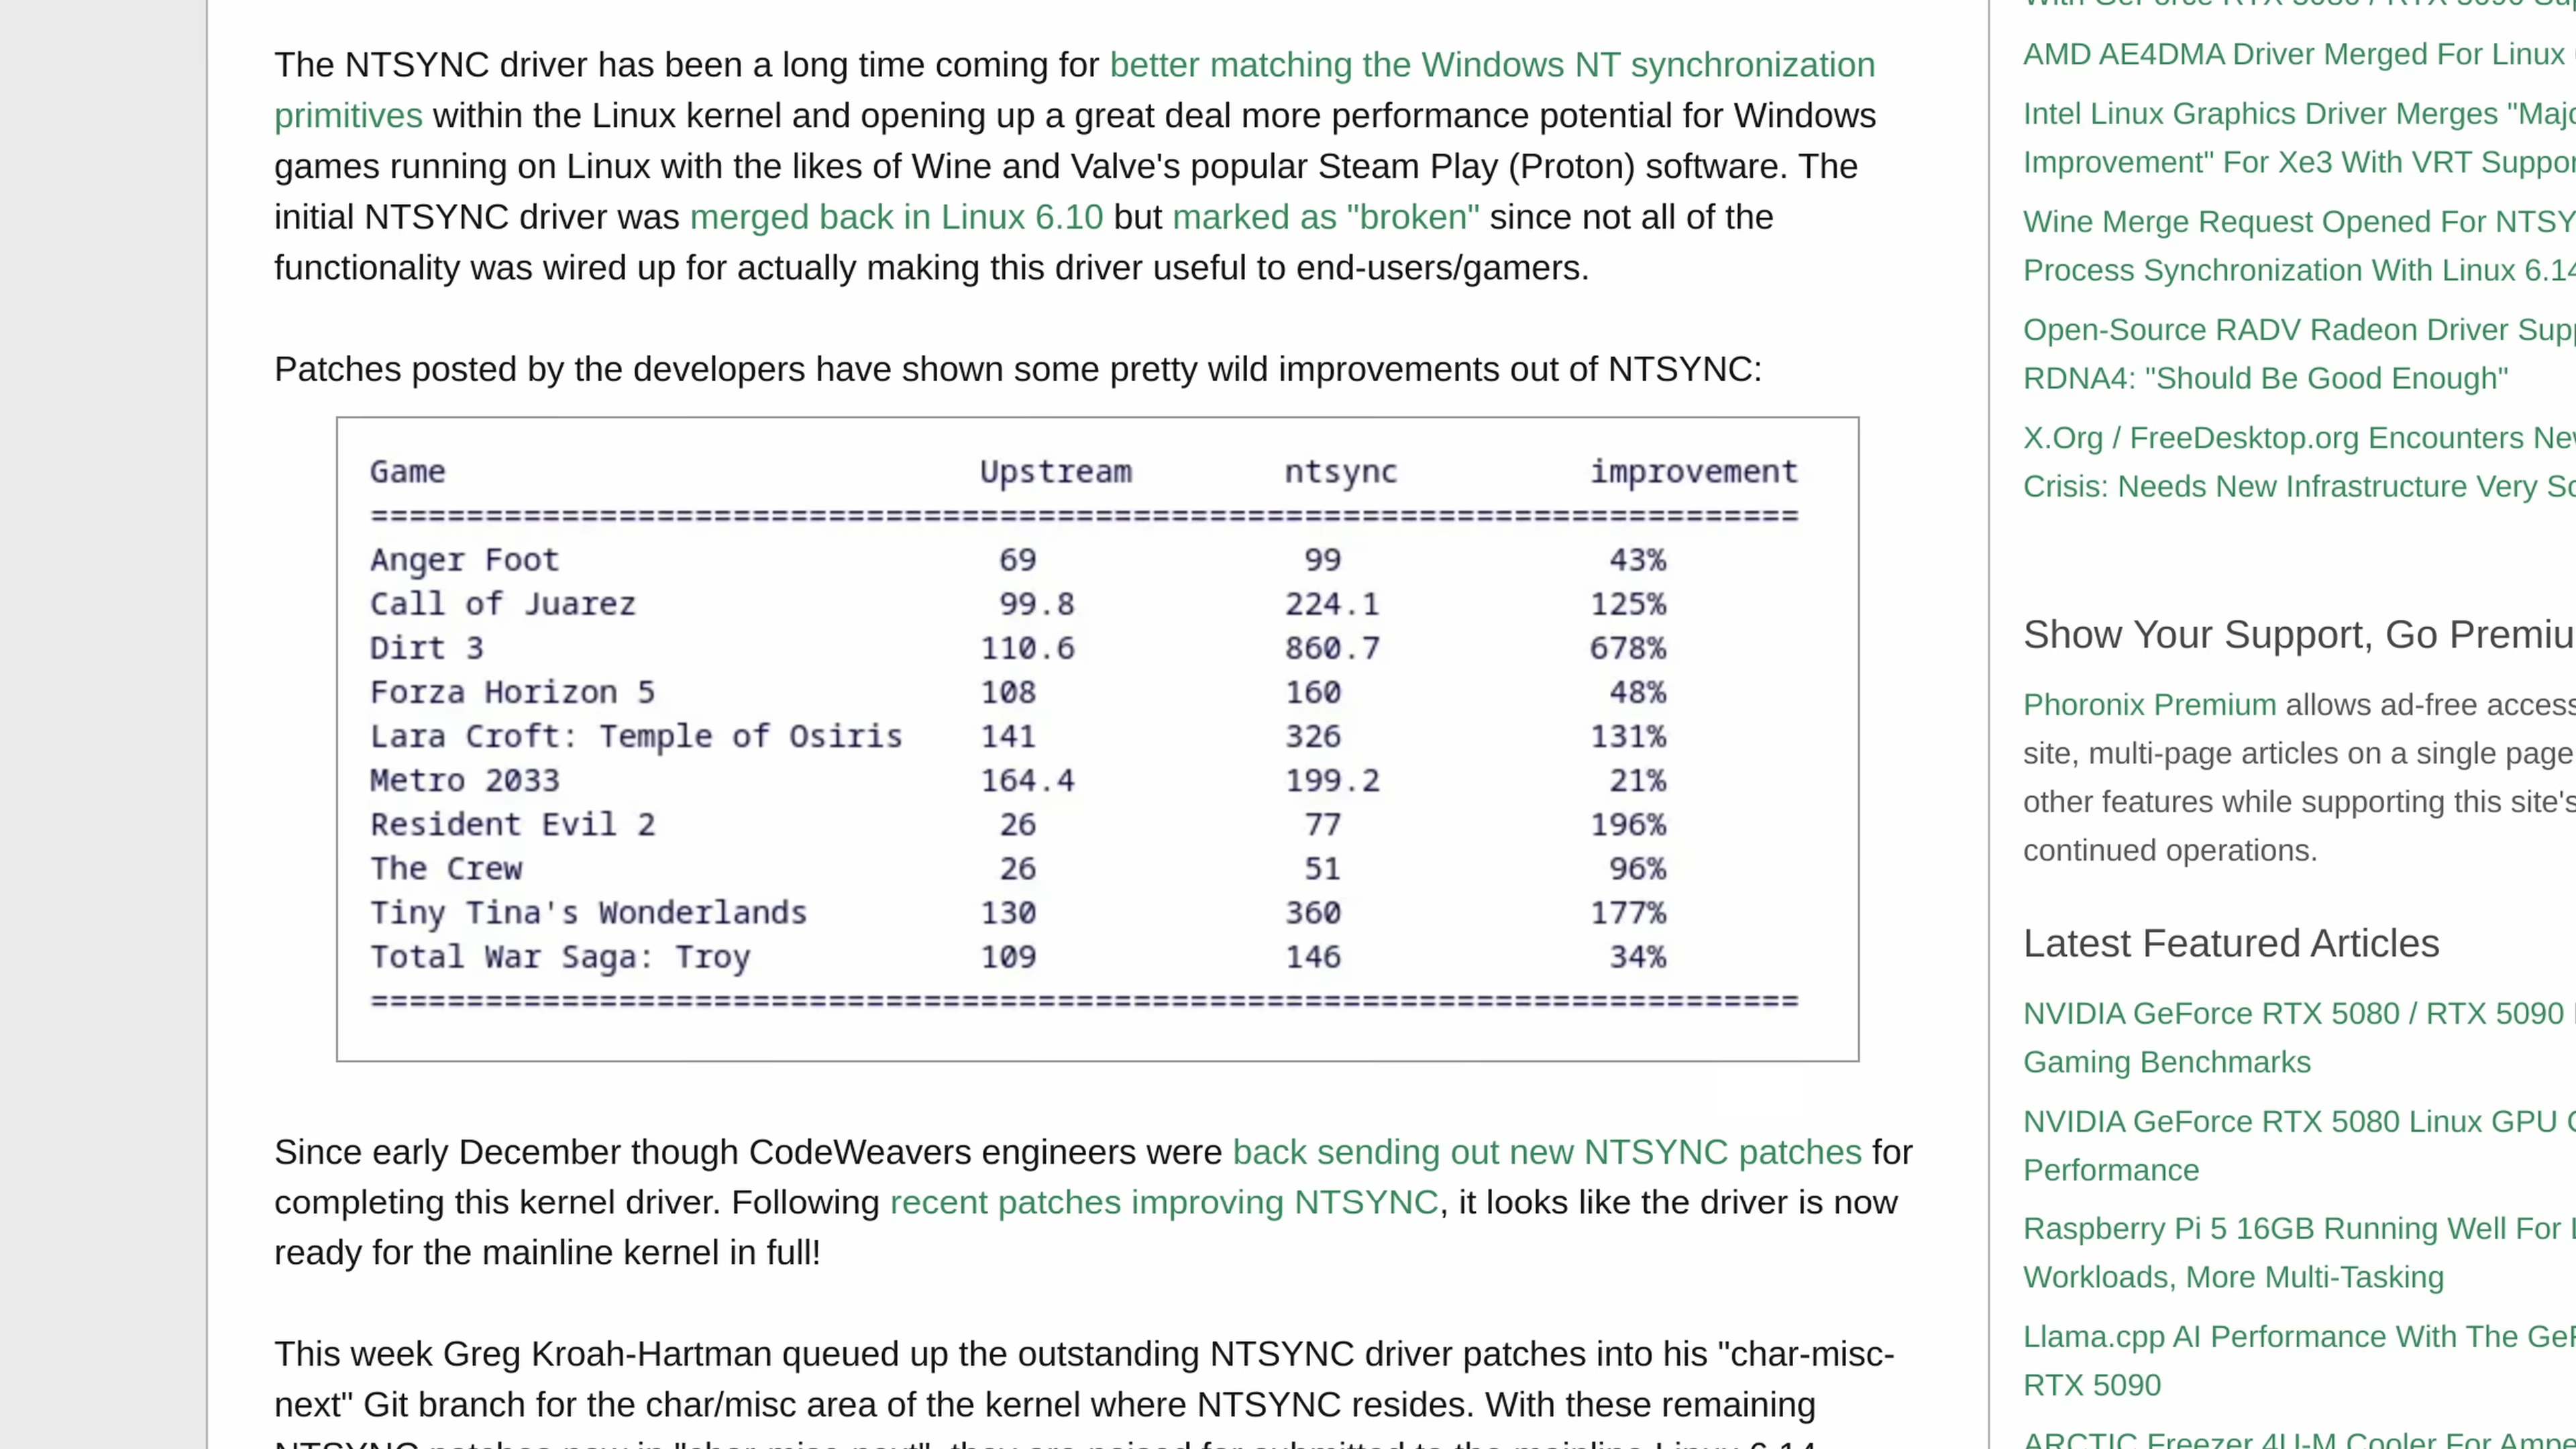 The NTSYNC driver has been a long time coming for better matching the Windows NT synchronization
primitives within the Linux kernel and opening up a great deal more performance potential for Windows
games running on Linux with the likes of Wine and Valve's popular Steam Play (Proton) software. The
initial NTSYNC driver was merged back in Linux 6.10 but marked as "broken" since not all of the
functionality was wired up for actually making this driver useful to end-users/gamers.
Patches posted by the developers have shown some pretty wild improvements out of NTSYNC:
Game Upstream ntsync improvement
===========================================================================
Anger Foot 69 99 43%
Call of Juarez 99.8 224.1 125%
Dirt 3 110.6 860.7 678%
Forza Horizon 5 108 160 48%
Lara Croft: Temple of Osiris 141 326 131%
Metro 2033 164.4 199.2 21%
Resident Evil 2 26 77 196%
The Crew 26 51 96%
Tiny Tina's Wonderlands 130 360 177%
Total War Saga: Troy 109 146 34%
===========================================================================
Since early December though CodeWeavers engineers were back sending out new NTSYNC patches for
completing this kernel driver. Following recent patches improving NTSYNC, it looks like the driver is now
ready for the mainline kernel in full!
This week Greg Kroah-Hartman queued up the outstanding NTSYNC driver patches into his "char-misc-
next" Git branch for the char/misc area of the kernel where NTSYNC resides. With these remaining
AMD AE4DMA Driver Merged For Linux
Intel Linux Graphics Driver Merges
Improvement" For Xe3 With VRT
Wine Merge Request Opened For
Process Synchronization With Linux
Open-Source RADV Radeon Driver
RDNA4: "Should Be Good Enough"
X.Org / FreeDesktop.org Encounters
Crisis: Needs New Infrastructure Very
Show Your Support, Go
Phoronix Premium allows ad-free
site, multi-page articles on a single page
other features while supporting this site's
continued operations.
Latest Featured Articles
NVIDIA GeForce RTX 5080 / RTX 5090
Gaming Benchmarks
NVIDIA GeForce RTX 5080 Linux GPU
Performance
Raspberry Pi 5 16GB Running Well For
Workloads, More Multi-Tasking
Llama.cpp AI Performance With The
RTX 5090
ARCTIC Freezer 4U-M Cooler For